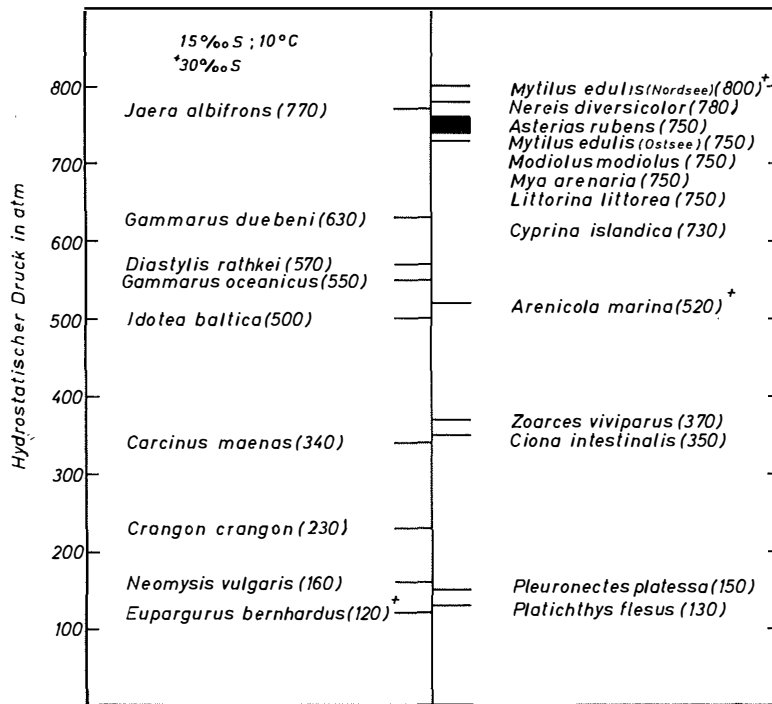 15‰ S ; 10°C
+30‰ S
Hydrostatischer Druck in atm
800
700
600
500
400
300
200
100
Jaera albifrons (770)
Gammarus duebeni (630)
Diastylis rathkei (570)
Gammarus oceanicus (550)
Idotea baltica (500)
Carcinus maenas (340)
Crangon crangon (230)
Neomysis vulgaris (160)
Eupargurus bernhardus (120)+
Mytilus edulis (Nordsee) (800)+
Nereis diversicolor (780)
Asterias rubens (750)
Mytilus edulis (Ostsee) (750)
Modiolus modiolus (750)
Mya arenaria (750)
Littorina littorea (750)
Cyprina islandica (730)
Arenicola marina (520)+
Zoarces viviparus (370)
Ciona intestinalis (350)
Pleuronectes platessa (150)
Platichthys flesus (130)